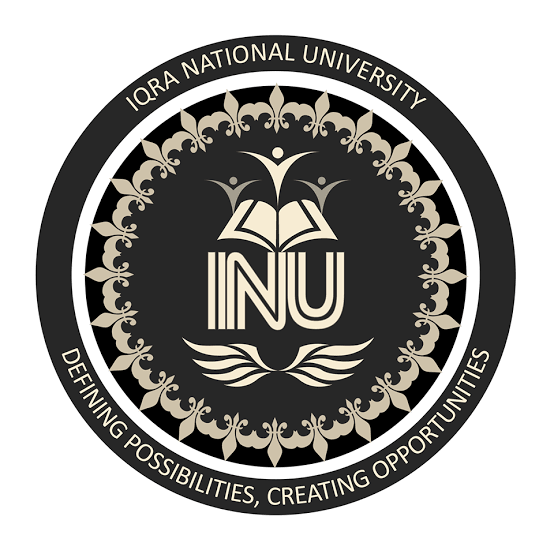 IQRA NATIONAL UNIVERSITY
INU
DEFINING POSSIBILITIES, CREATING OPPORTUNITIES